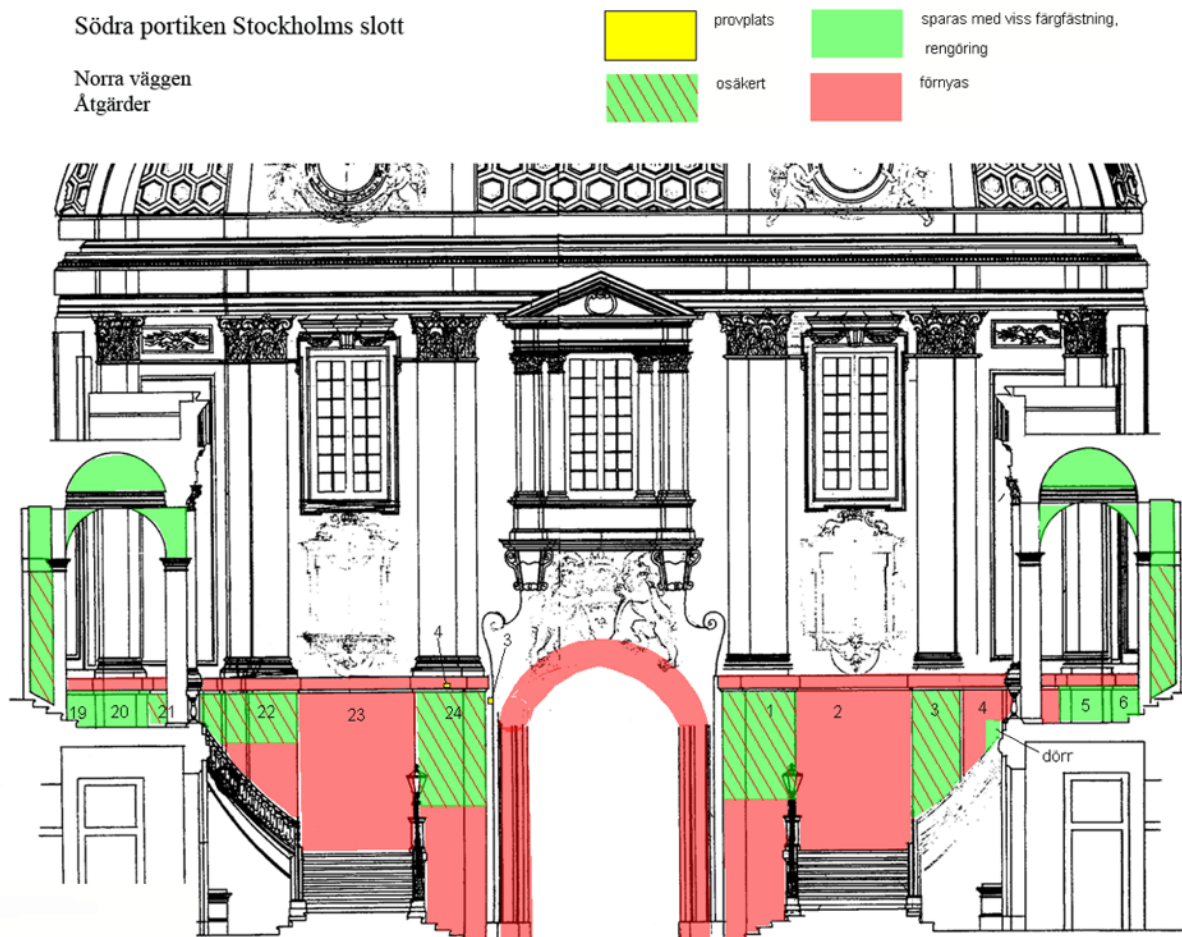 Södra portiken Stockholms slott
Norra väggen
Åtgärder
provplats
sparas med viss färgfästning,
rengöring
osäkert
förnyas
4
3
19
20
21
22
23
24
1
2
3
4
5
6
dörr